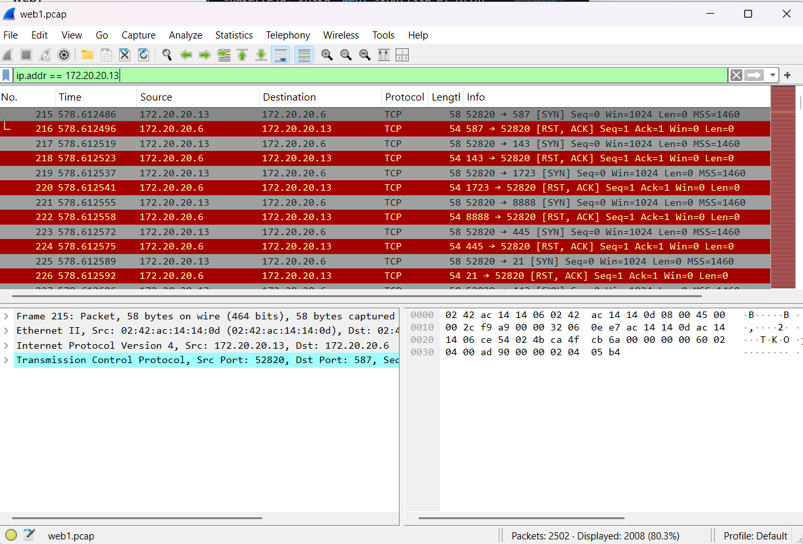 web1.pcap
File Edit View Go Capture Analyze Statistics Telephony Wireless Tools Help
ip.addr == 172.20.20.13
No. Time Source Destination Protocol Length Info
215 578.612486 172.20.20.13 172.20.20.6 TCP 58 52820 → 587 [SYN] Seq=0 Win=1024 Len=0 MSS=1460
216 578.612496 172.20.20.6 172.20.20.13 TCP 54 587 → 52820 [RST, ACK] Seq=1 Ack=1 Win=0 Len=0
217 578.612519 172.20.20.13 172.20.20.6 TCP 58 52820 → 143 [SYN] Seq=0 Win=1024 Len=0 MSS=1460
218 578.612523 172.20.20.6 172.20.20.13 TCP 54 143 → 52820 [RST, ACK] Seq=1 Ack=1 Win=0 Len=0
219 578.612537 172.20.20.13 172.20.20.6 TCP 58 52820 → 1723 [SYN] Seq=0 Win=1024 Len=0 MSS=1460
220 578.612541 172.20.20.6 172.20.20.13 TCP 54 1723 → 52820 [RST, ACK] Seq=1 Ack=1 Win=0 Len=0
221 578.612555 172.20.20.13 172.20.20.6 TCP 58 52820 → 8888 [SYN] Seq=0 Win=1024 Len=0 MSS=1460
222 578.612558 172.20.20.6 172.20.20.13 TCP 54 8888 → 52820 [RST, ACK] Seq=1 Ack=1 Win=0 Len=0
223 578.612572 172.20.20.13 172.20.20.6 TCP 58 52820 → 445 [SYN] Seq=0 Win=1024 Len=0 MSS=1460
224 578.612575 172.20.20.6 172.20.20.13 TCP 54 445 → 52820 [RST, ACK] Seq=1 Ack=1 Win=0 Len=0
225 578.612589 172.20.20.13 172.20.20.6 TCP 58 52820 → 21 [SYN] Seq=0 Win=1024 Len=0 MSS=1460
226 578.612592 172.20.20.6 172.20.20.13 TCP 54 21 → 52820 [RST, ACK] Seq=1 Ack=1 Win=0 Len=0
Frame 215: Packet, 58 bytes on wire (464 bits), 58 bytes captured
Ethernet II, Src: 02:42:ac:14:14:0d (02:42:ac:14:14:0d), Dst: 02:4
Internet Protocol Version 4, Src: 172.20.20.13, Dst: 172.20.20.6
Transmission Control Protocol, Src Port: 52820, Dst Port: 587, Sec
0000 02 42 ac 14 14 06 02 42 ac 14 14 0d 08 00 45 00 ·B·····B··
0010 00 2c f9 a9 00 00 32 06 0e e7 ac 14 14 0d ac 14 ·,····2·
0020 14 06 ce 54 02 4b ca 4f cb 6a 00 00 00 00 60 02 ···T·K·O·j
0030 04 00 ad 90 00 00 02 04 05 b4 ········ ··
web1.pcap
Packets: 2502 · Displayed: 2008 (80.3%)
Profile: Default